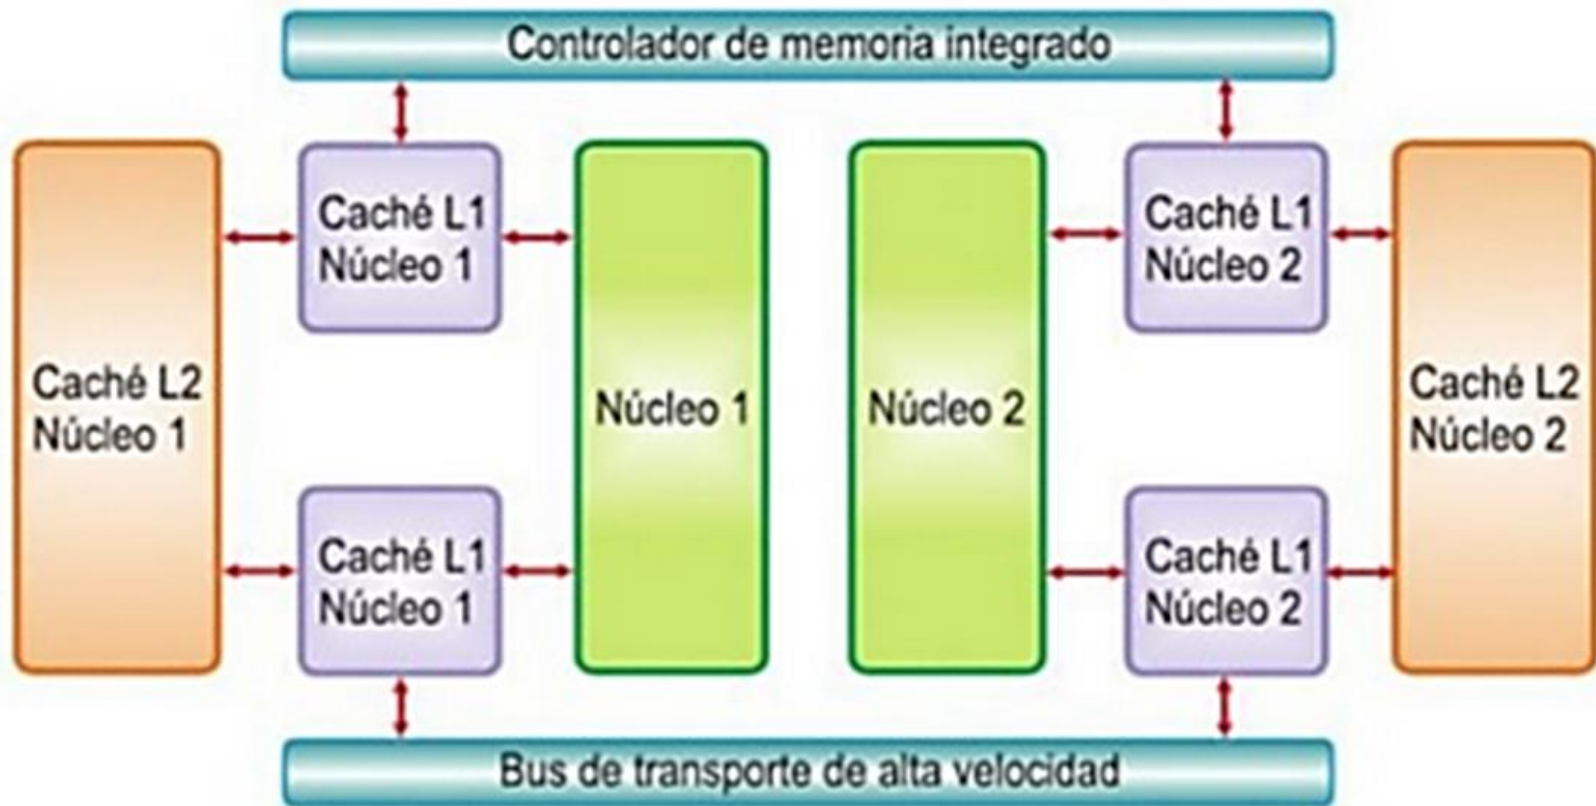 Controlador de memoria integrado
Caché L1
Núcleo 1
Caché L1
Núcleo 2
Caché L2
Núcleo 1
Núcleo 1
Núcleo 2
Caché L2
Núcleo 2
Caché L1
Núcleo 1
Caché L1
Núcleo 2
Bus de transporte de alta velocidad